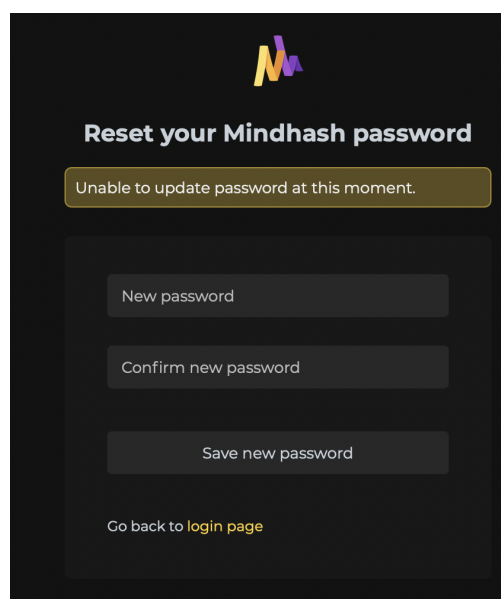 Reset your Mindhash password
Unable to update password at this moment.
New password
Confirm new password
Save new password
Go back to login page